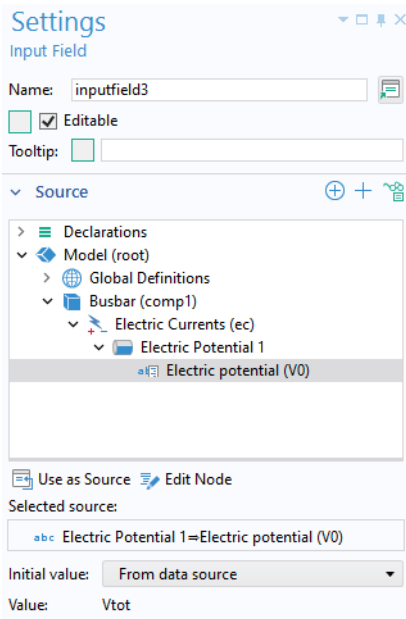 Settings
Input Field
Name: inputfield3
Editable
Tooltip:
Source
Declarations
Model (root)
Global Definitions
Busbar (comp1)
Electric Currents (ec)
Electric Potential 1
Electric potential (V0)
Use as Source Edit Node
Selected source:
abc Electric Potential 1⇒Electric potential (V0)
Initial value: From data source
Value: Vtot